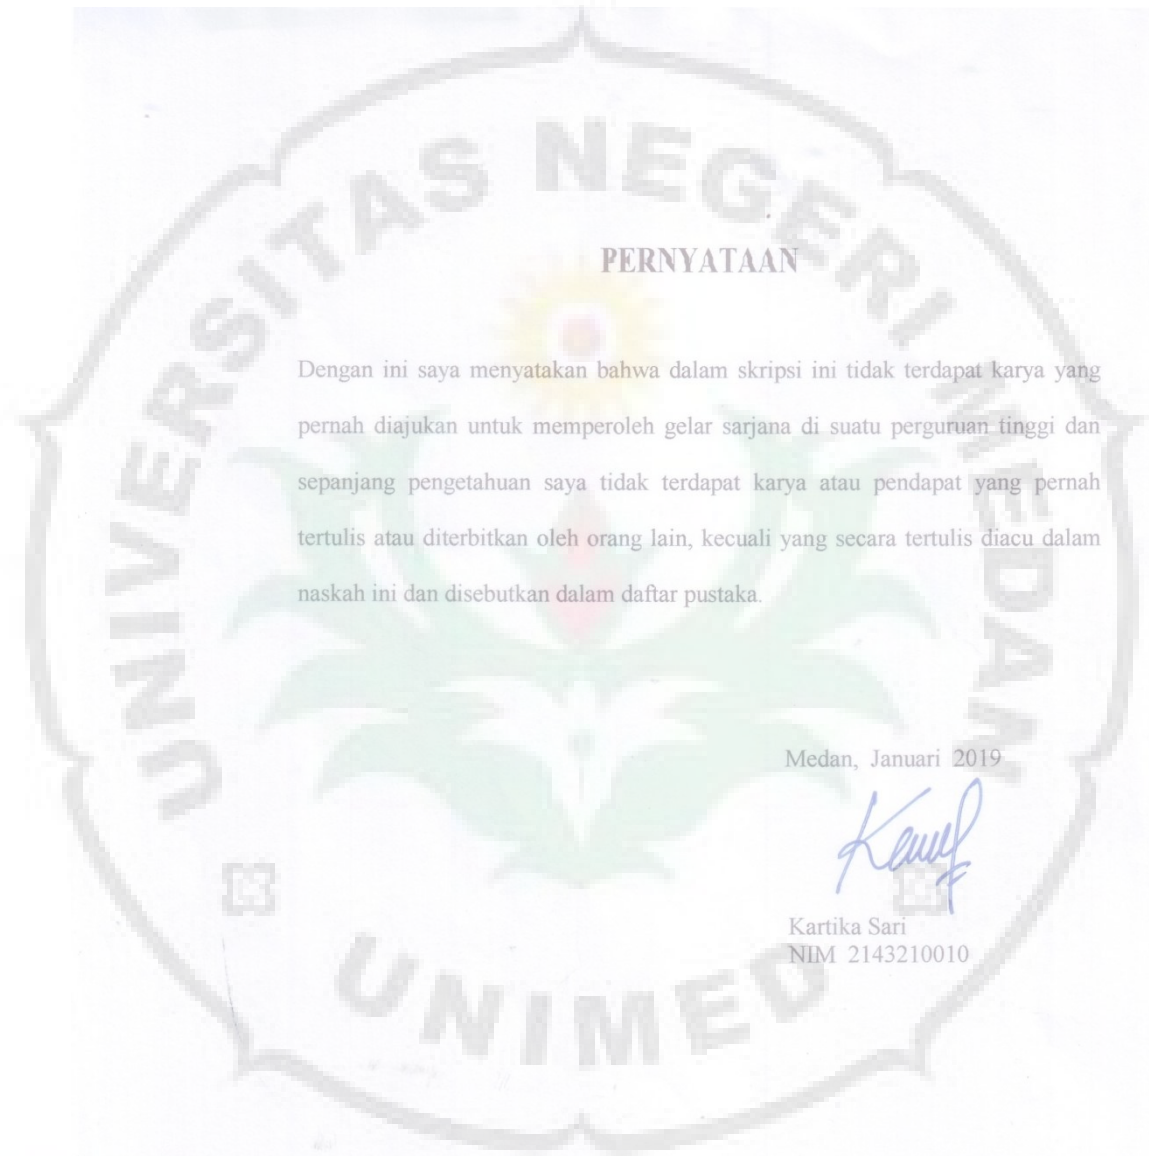 UNIVERSITAS NEGERI MEDAN
PERNYATAAN
Dengan ini saya menyatakan bahwa dalam skripsi ini tidak terdapat karya yang
pernah diajukan untuk memperoleh gelar sarjana di suatu perguruan tinggi dan
sepanjang pengetahuan saya tidak terdapat karya atau pendapat yang pernah
tertulis atau diterbitkan oleh orang lain, kecuali yang secara tertulis diacu dalam
naskah ini dan disebutkan dalam daftar pustaka.
Medan, Januari 2019
Kartika Sari
NIM 2143210010
UNIMED